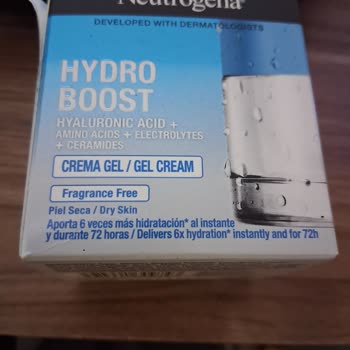 Neutrogena®
DEVELOPED WITH DERMATOLOGISTS
HYDRO
BOOST
HYALURONIC ACID +
AMINO ACIDS + ELECTROLYTES
+ CERAMIDES
CREMA GEL / GEL CREAM
Fragrance Free
Piel Seca / Dry Skin
Aporta 6 veces más hidratación* al instante
y durante 72 horas / Delivers 6x hydration* instantly and for 72h